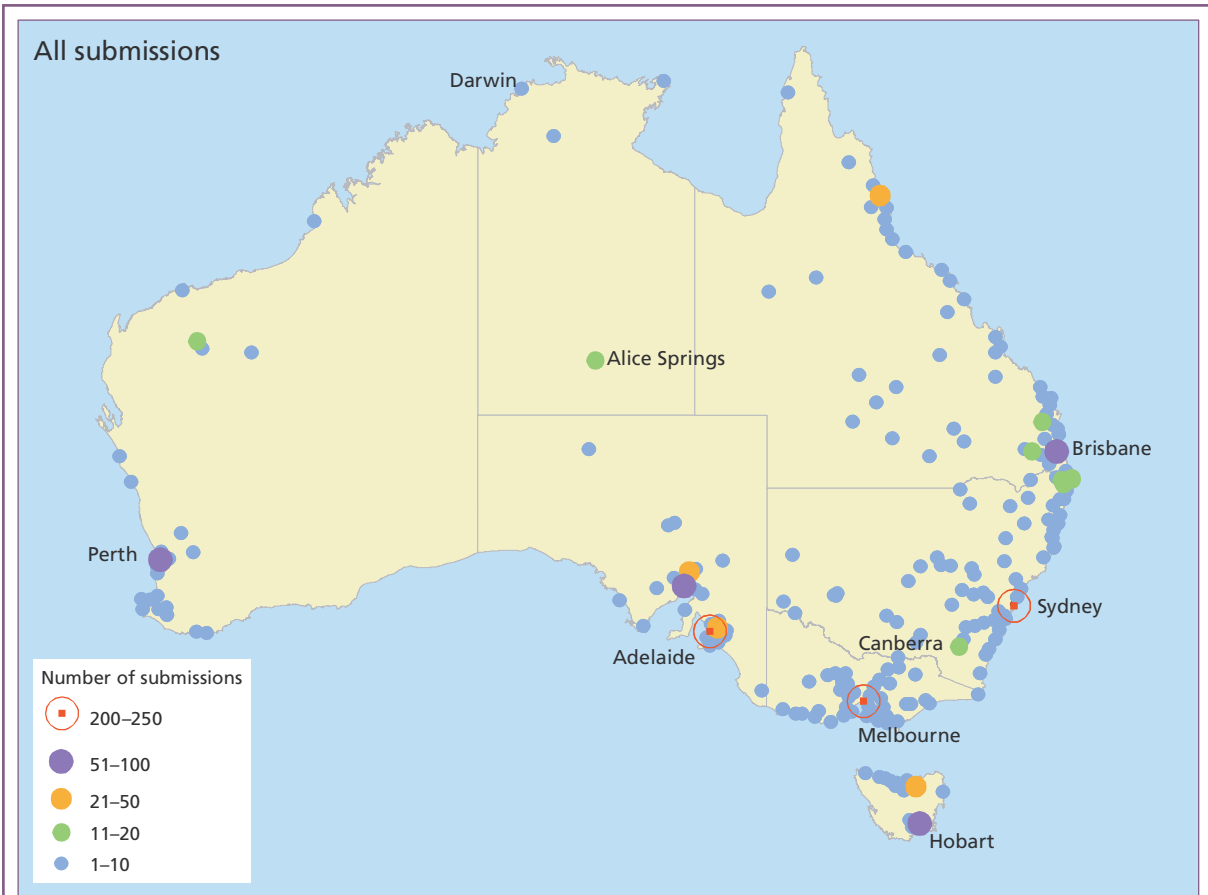 All submissions
Darwin
Alice Springs
Brisbane
Perth
Sydney
Canberra
Adelaide
Melbourne
Hobart
Number of submissions
200–250
51–100
21–50
11–20
1–10